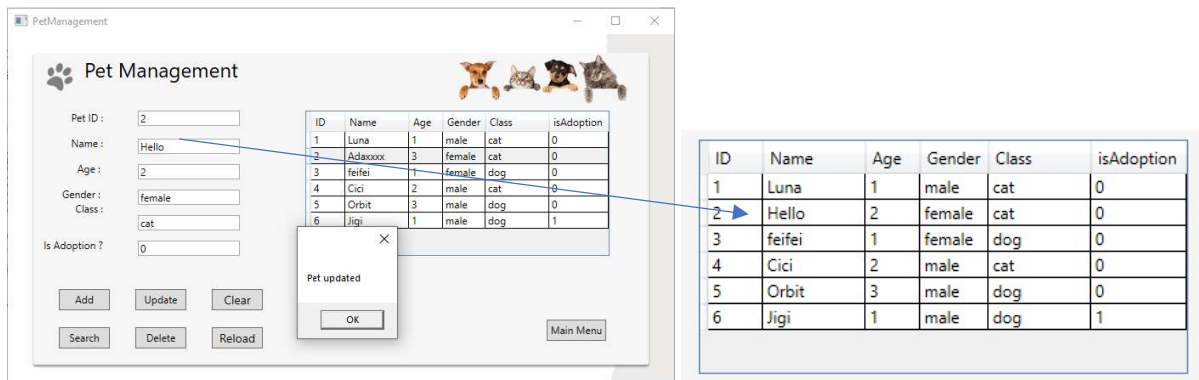 PetManagement
Pet Management
Pet ID : 2
Name : Hello
Age : 2
Gender : female
Class : cat
Is Adoption ? 0
Add Update Clear
Search Delete Reload
ID Name Age Gender Class isAdoption
1 Luna 1 male cat 0
2 Adaxxxx 3 female cat 0
3 feifei 1 female dog 0
4 Cici 2 male cat 0
5 Orbit 3 male dog 0
6 Jigi 1 male dog 1
Pet updated
OK
Main Menu
ID Name Age Gender Class isAdoption
1 Luna 1 male cat 0
2 Hello 2 female cat 0
3 feifei 1 female dog 0
4 Cici 2 male cat 0
5 Orbit 3 male dog 0
6 Jigi 1 male dog 1